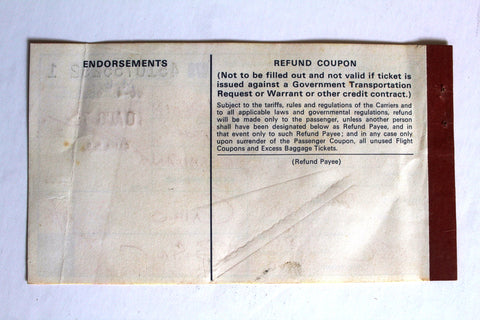 ENDORSEMENTS
REFUND COUPON
(Not to be filled out and not valid if ticket is
issued against a Government Transportation
Request or Warrant or other credit contract.)
Subject to the tariffs, rules and regulations of the Carriers and
to all applicable laws and governmental regulations, refund
will be made only to the passenger, unless another person
shall have been designated below as Refund Payee, and in
that event only to such Refund Payee; and in any case only
upon surrender of the Passenger Coupon, all unused Flight
Coupons and Excess Baggage Tickets.
(Refund Payee)